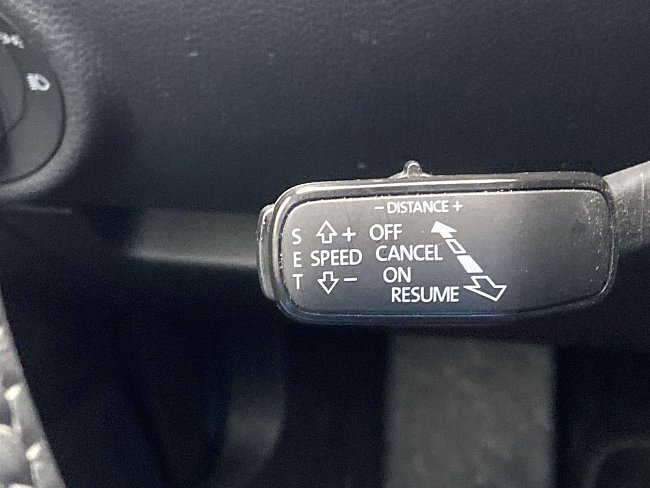 - DISTANCE +
S + OFF
E SPEED CANCEL
T - ON
RESUME